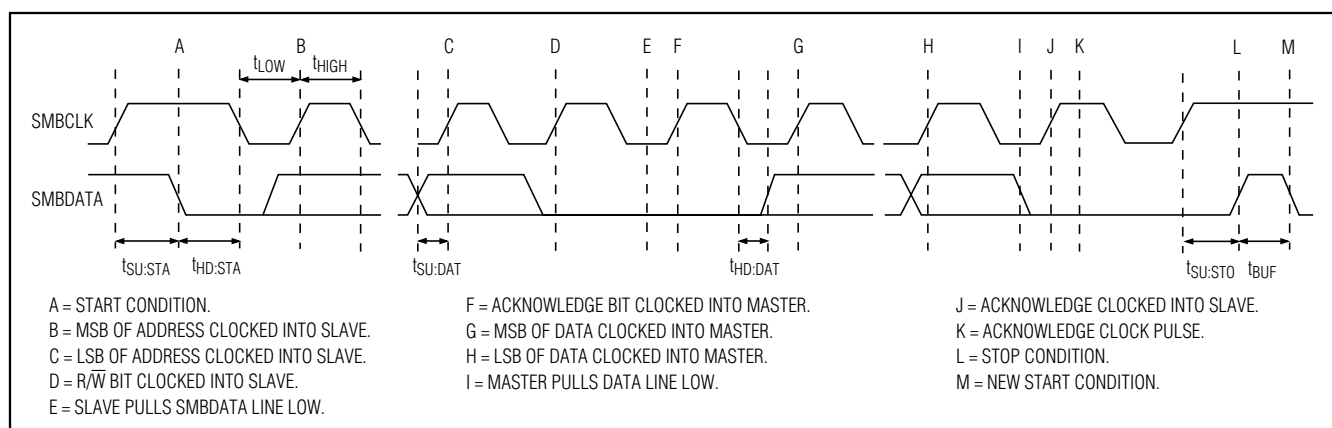 A B C D E F G H I J K L M
tLOW tHIGH
SMBCLK
SMBDATA
tSU:STA tHD:STA tSU:DAT tHD:DAT tSU:STO tBUF
A = START CONDITION.
B = MSB OF ADDRESS CLOCKED INTO SLAVE.
C = LSB OF ADDRESS CLOCKED INTO SLAVE.
D = R/W̅ BIT CLOCKED INTO SLAVE.
E = SLAVE PULLS SMBDATA LINE LOW.
F = ACKNOWLEDGE BIT CLOCKED INTO MASTER.
G = MSB OF DATA CLOCKED INTO MASTER.
H = LSB OF DATA CLOCKED INTO MASTER.
I = MASTER PULLS DATA LINE LOW.
J = ACKNOWLEDGE CLOCKED INTO SLAVE.
K = ACKNOWLEDGE CLOCK PULSE.
L = STOP CONDITION.
M = NEW START CONDITION.